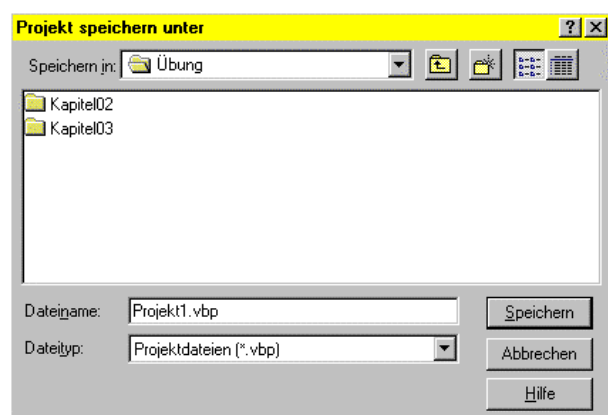 Projekt speichern unter
Speichern in: Übung
Kapitel02
Kapitel03
Dateiname: Projekt1.vbp Speichern
Dateityp: Projektdateien (*.vbp) Abbrechen
Hilfe